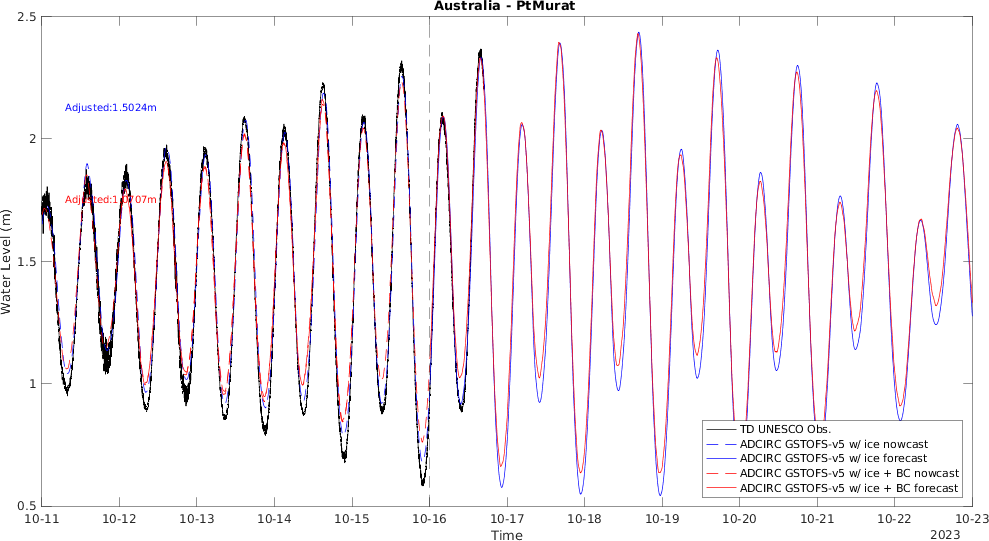 Australia - PtMurat
2.5
2
1.5
1
0.5
Water Level (m)
Adjusted:1.5024m
Adjusted:1.0707m
TD UNESCO Obs.
ADCIRC GSTOFS-v5 w/ ice nowcast
ADCIRC GSTOFS-v5 w/ ice forecast
ADCIRC GSTOFS-v5 w/ ice + BC nowcast
ADCIRC GSTOFS-v5 w/ ice + BC forecast
10-11 10-12 10-13 10-14 10-15 10-16 10-17 10-18 10-19 10-20 10-21 10-22 10-23
Time
2023